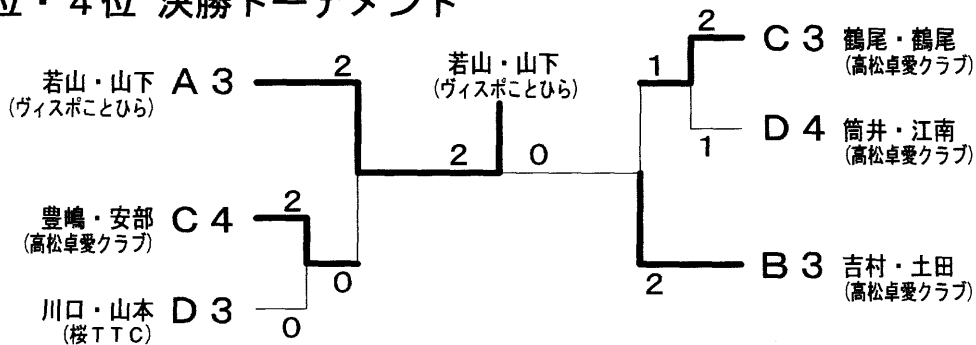 位・4位 決勝トーナメント
若山・山下 A 3
(ヴィスポことひら)
2
豊嶋・安部 C 4
(高松卓愛クラブ)
2
0
川口・山本 D 3
(桜TTC)
0
若山・山下
(ヴィスポことひら)
2 0
2
C 3 鶴尾・鶴尾
(高松卓愛クラブ)
1
D 4 筒井・江南
(高松卓愛クラブ)
1
B 3 吉村・土田
(高松卓愛クラブ)
2